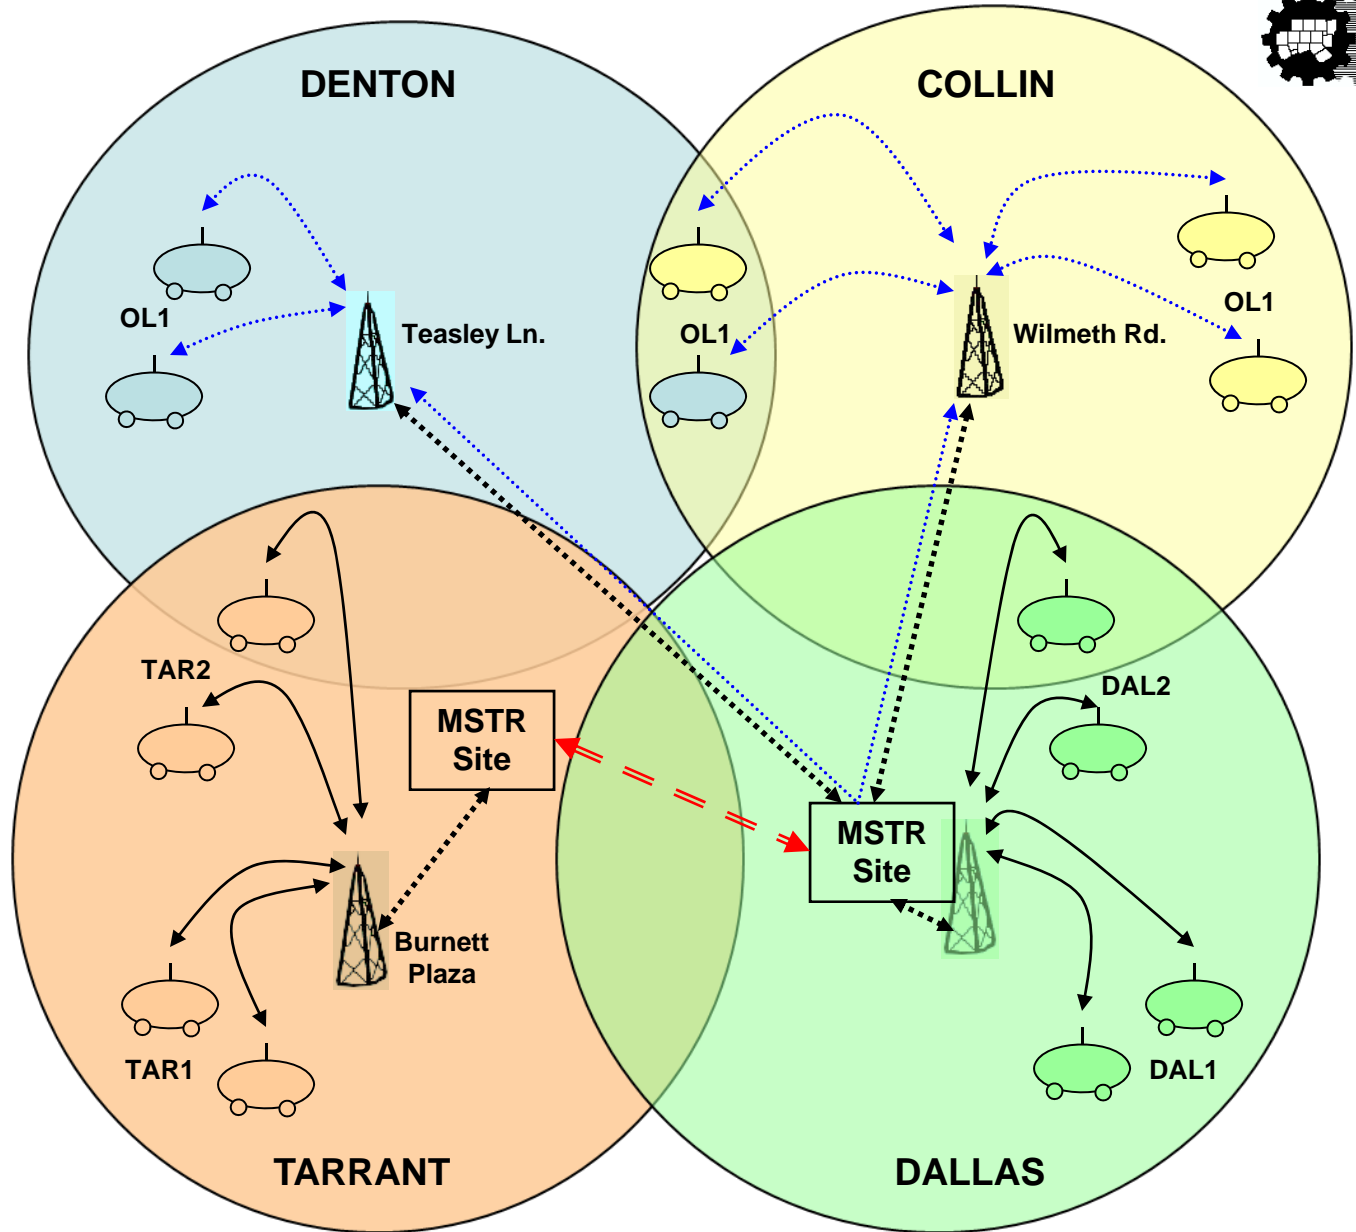 DENTON
COLLIN
OL1
Teasley Ln.
OL1
Wilmeth Rd.
OL1
TAR2
MSTR
Site
DAL2
MSTR
Site
Burnett
Plaza
TAR1
DAL1
TARRANT
DALLAS